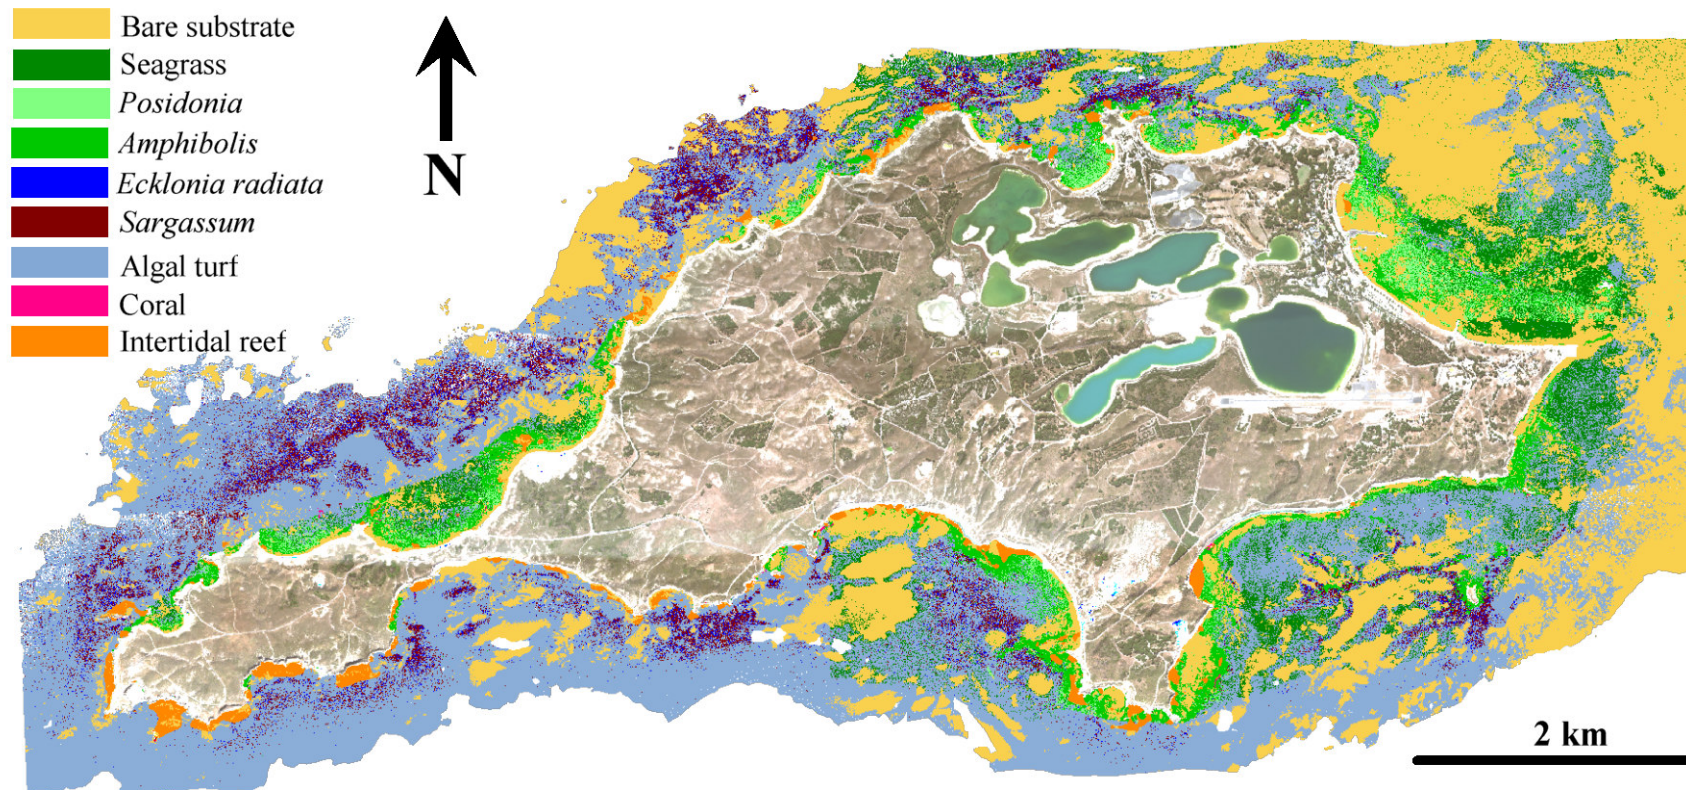 Bare substrate
Seagrass
Posidonia
Amphibolis
Ecklonia radiata
Sargassum
Algal turf
Coral
Intertidal reef
N
2 km